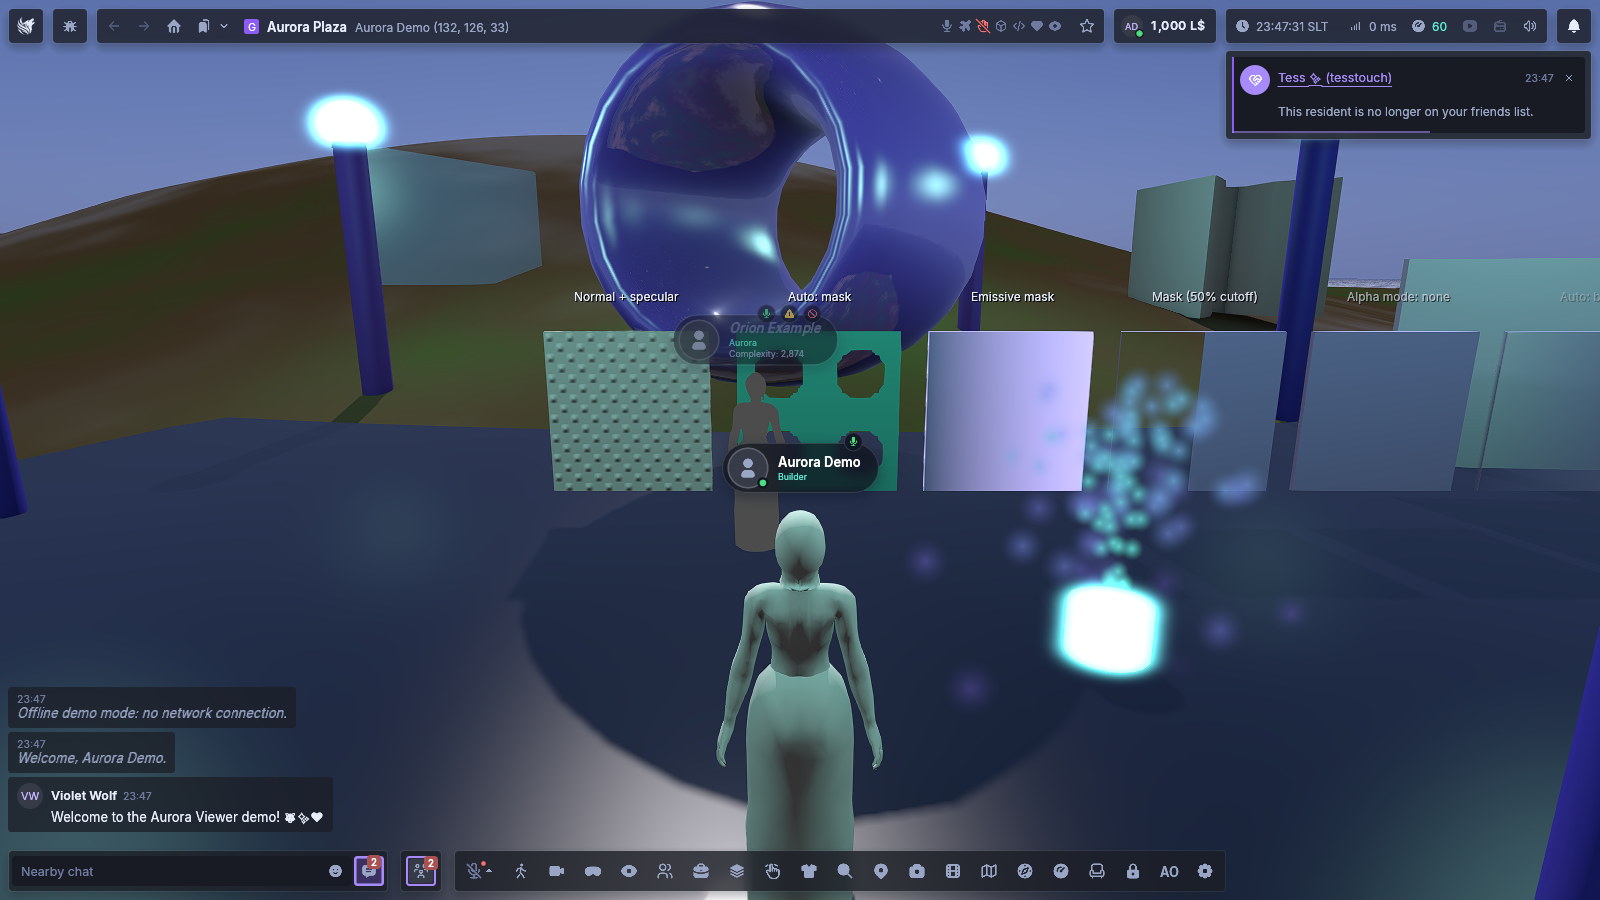 G Aurora Plaza Aurora Demo (132, 126, 33)
AD 1,000 L$
23:47:31 SLT 0 ms 60
Tess (tesstouch) 23:47
This resident is no longer on your friends list.
Normal + specular
Auto: mask
Emissive mask
Mask (50% cutoff)
Alpha mode: none
Auto: b
Orion Example
Aurora
Complexity: 2,874
Aurora Demo
Builder
23:47
Offline demo mode: no network connection.
23:47
Welcome, Aurora Demo.
VW Violet Wolf 23:47
Welcome to the Aurora Viewer demo!
Nearby chat
2
2
AO